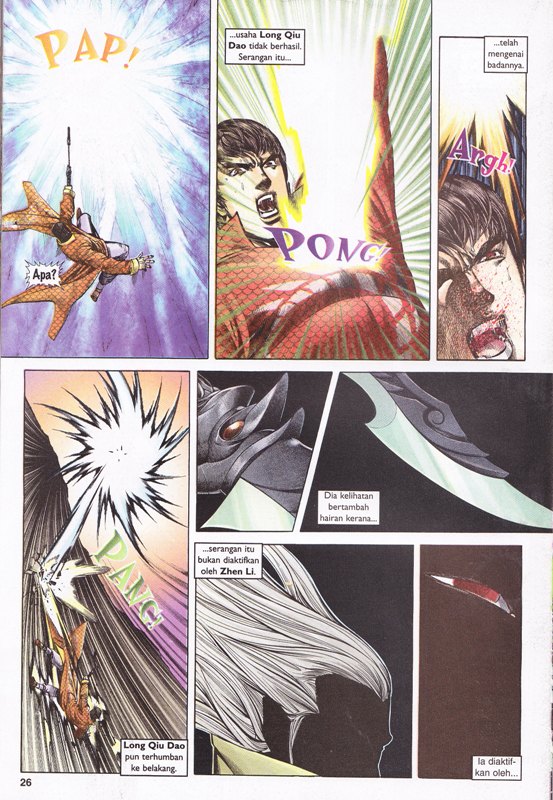 PAP!
Apa?
...usaha Long Qiu
Dao tidak berhasil.
Serangan itu...
PONG!
...telah
mengenai
badannya.
Argh!
PANG!
Long Qiu Dao
pun terhumban
ke belakang.
Dia kelihatan
bertambah
hairan kerana...
...serangan itu
bukan diaktifkan
oleh Zhen Li.
Ia diaktif-
kan oleh...
26